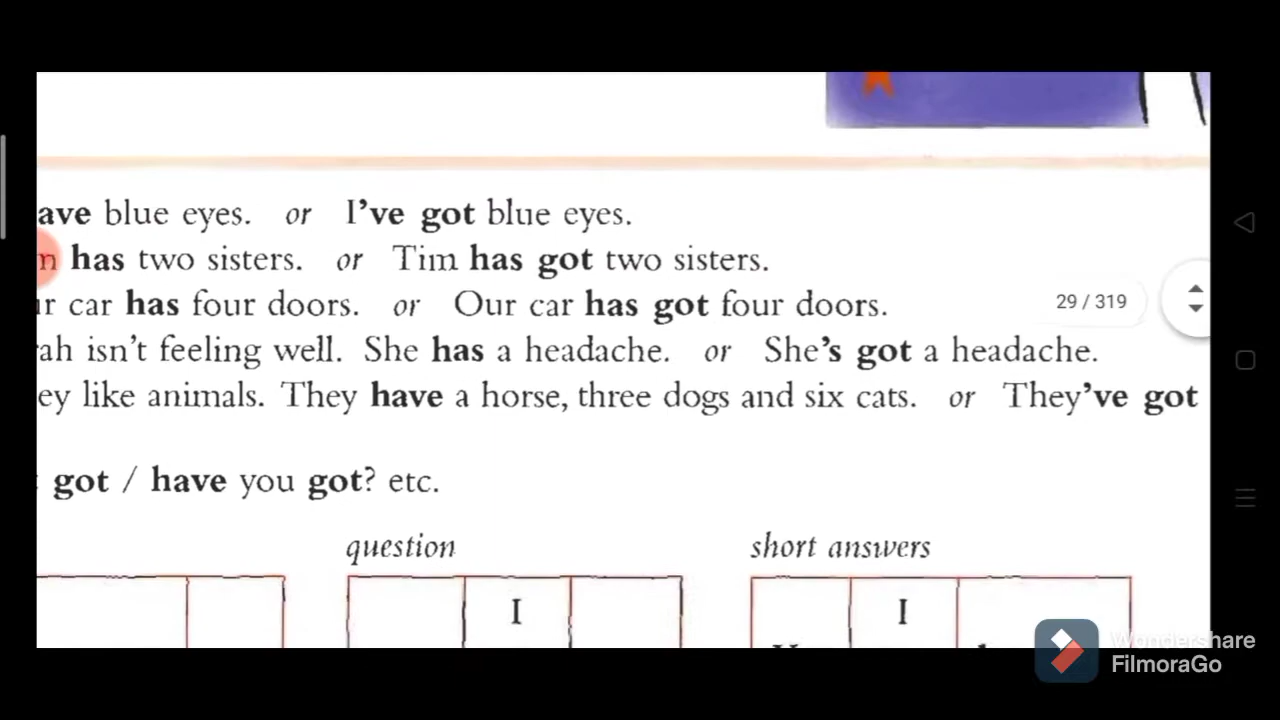 ave blue eyes. or I've got blue eyes.
n has two sisters. or Tim has got two sisters.
ir car has four doors. or Our car has got four doors.
29 / 319
rah isn't feeling well. She has a headache. or She's got a headache.
ey like animals. They have a horse, three dogs and six cats. or They've got
got / have you got? etc.
question short answers
I I
Wondershare
FilmoraGo